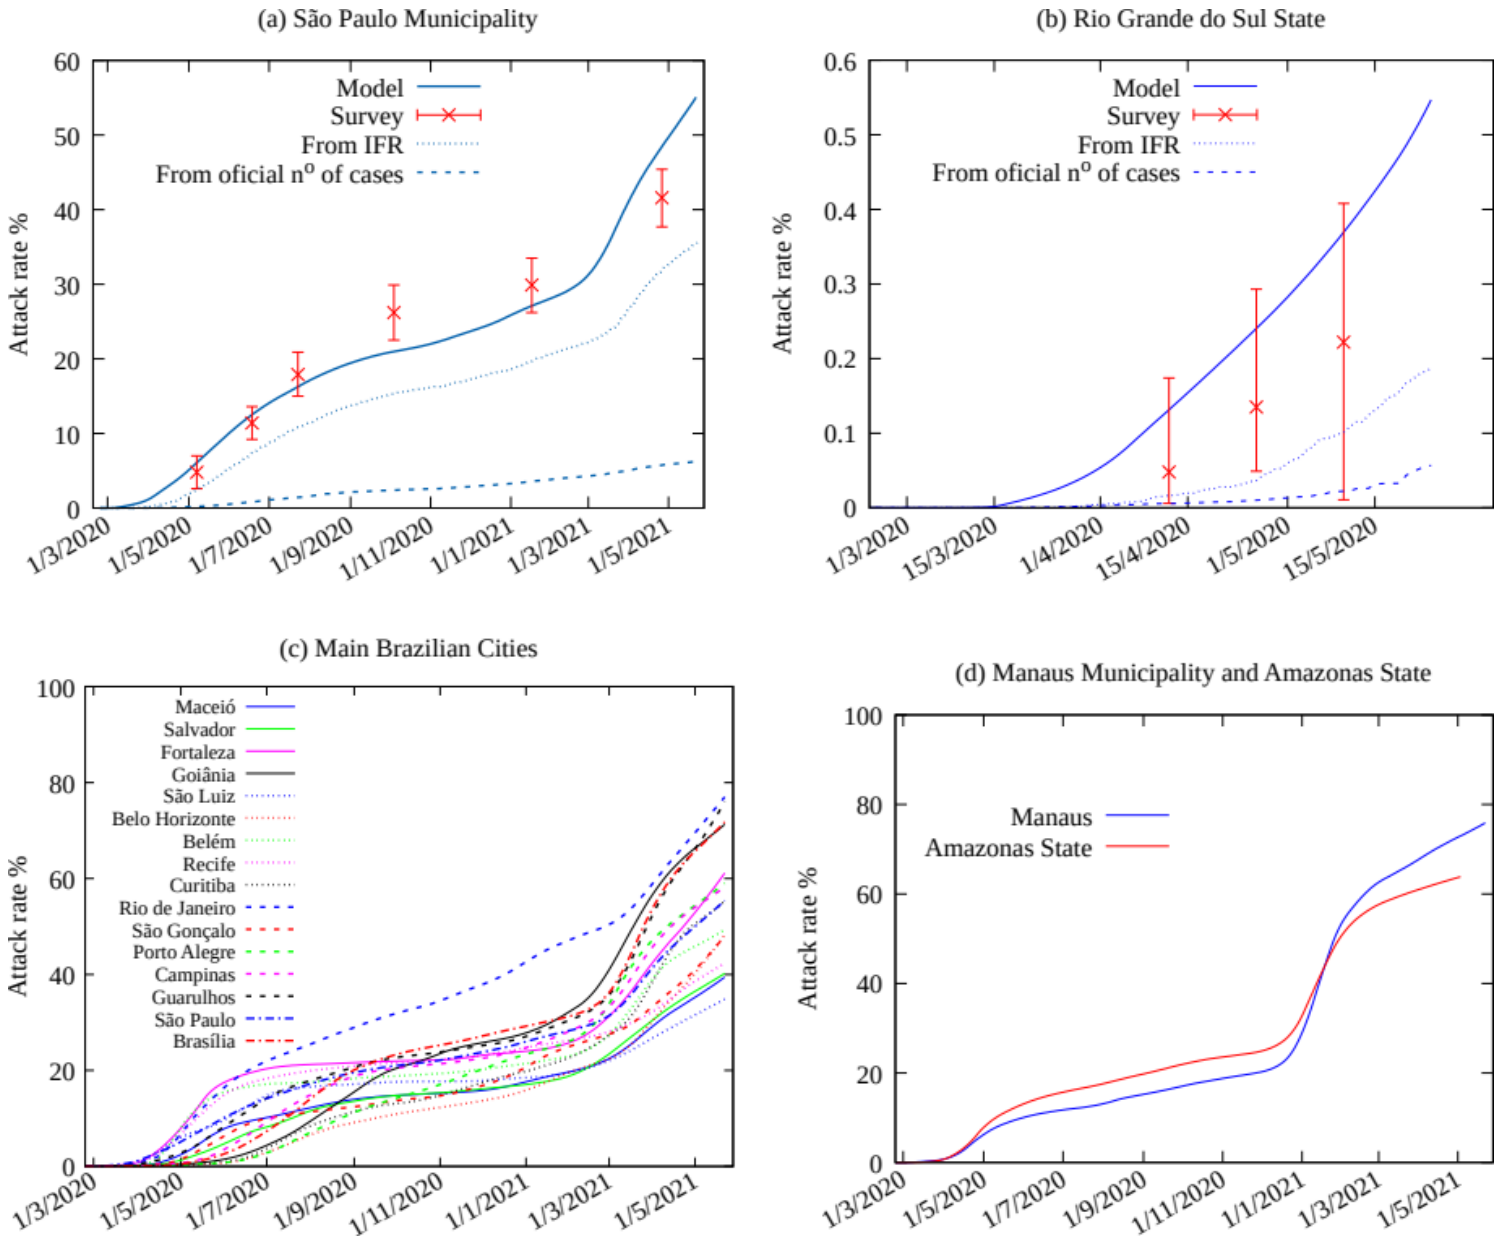 (a) São Paulo Municipality
Attack rate %
60
50
40
30
20
10
0
Model
Survey
From IFR
From oficial nº of cases
1/3/2020
1/5/2020
1/7/2020
1/9/2020
1/11/2020
1/1/2021
1/3/2021
1/5/2021
(b) Rio Grande do Sul State
Attack rate %
0.6
0.5
0.4
0.3
0.2
0.1
0
Model
Survey
From IFR
From oficial nº of cases
1/3/2020
15/3/2020
1/4/2020
15/4/2020
1/5/2020
15/5/2020
(c) Main Brazilian Cities
Attack rate %
100
80
60
40
20
0
Maceió
Salvador
Fortaleza
Goiânia
São Luiz
Belo Horizonte
Belém
Recife
Curitiba
Rio de Janeiro
São Gonçalo
Porto Alegre
Campinas
Guarulhos
São Paulo
Brasília
1/3/2020
1/5/2020
1/7/2020
1/9/2020
1/11/2020
1/1/2021
1/3/2021
1/5/2021
(d) Manaus Municipality and Amazonas State
Attack rate %
100
80
60
40
20
0
Manaus
Amazonas State
1/3/2020
1/5/2020
1/7/2020
1/9/2020
1/11/2020
1/1/2021
1/3/2021
1/5/2021